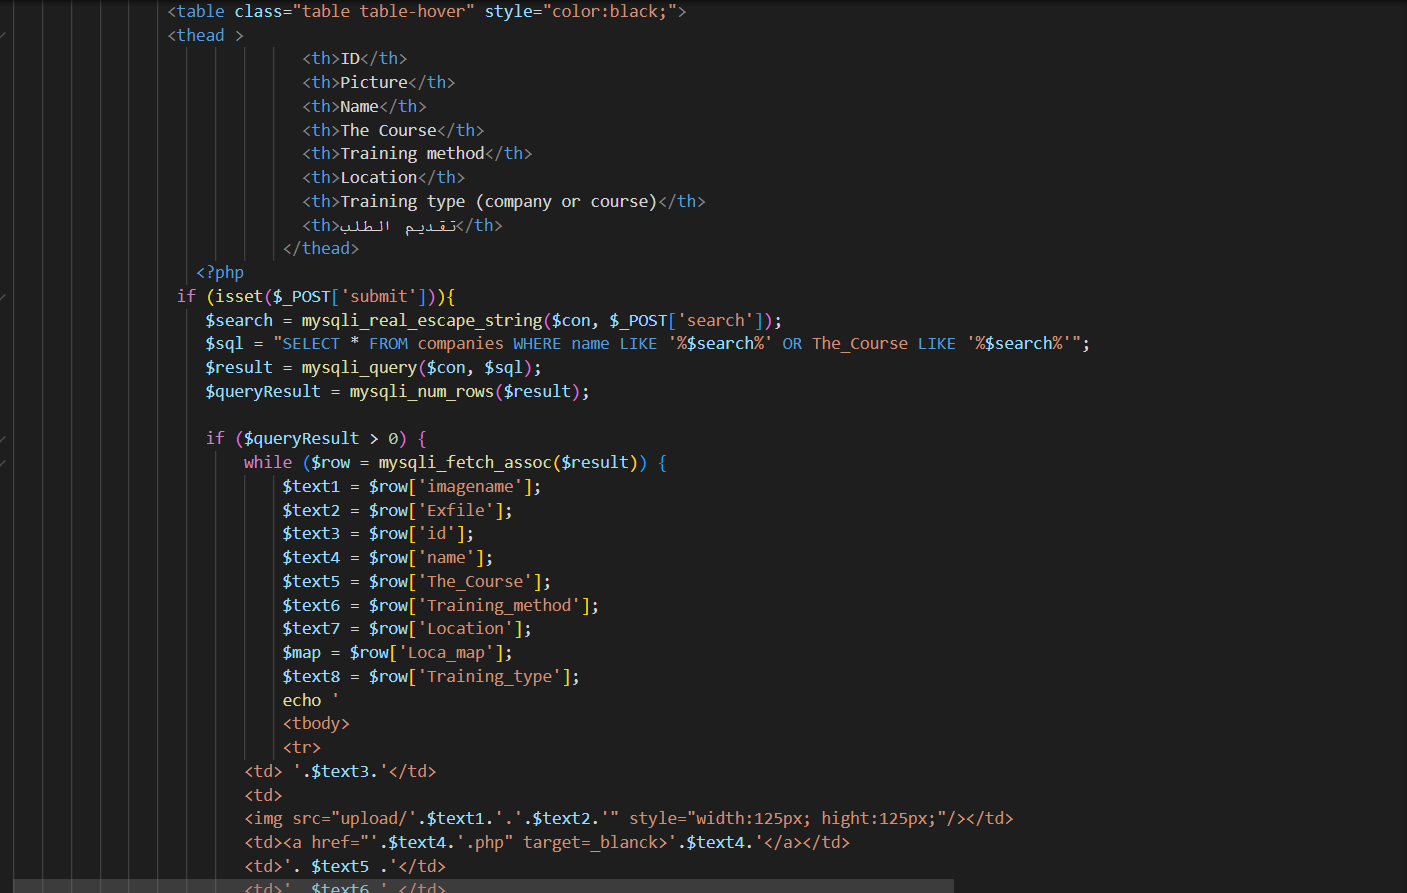 <table class="table table-hover" style="color:black;">
<thead >
<th>ID</th>
<th>Picture</th>
<th>Name</th>
<th>The Course</th>
<th>Training method</th>
<th>Location</th>
<th>Training type (company or course)</th>
<th>تقديم الطلب</th>
</thead>
<?php
if (isset($_POST['submit'])){
$search = mysqli_real_escape_string($con, $_POST['search']);
$sql = "SELECT * FROM companies WHERE name LIKE '%$search%' OR The_Course LIKE '%$search%'";
$result = mysqli_query($con, $sql);
$queryResult = mysqli_num_rows($result);
if ($queryResult > 0) {
while ($row = mysqli_fetch_assoc($result)) {
$text1 = $row['imagename'];
$text2 = $row['Exfile'];
$text3 = $row['id'];
$text4 = $row['name'];
$text5 = $row['The_Course'];
$text6 = $row['Training_method'];
$text7 = $row['Location'];
$map = $row['Loca_map'];
$text8 = $row['Training_type'];
echo '
<tbody>
<tr>
<td> '.$text3.'</td>
<td>
<img src="upload/'.$text1.'.'.$text2.'" style="width:125px; hight:125px;"/></td>
<td><a href="'.$text4.'.php" target=_blanck>'.$text4.'</a></td>
<td>'. $text5 .'</td>
<td>'. $text6 .'</td>